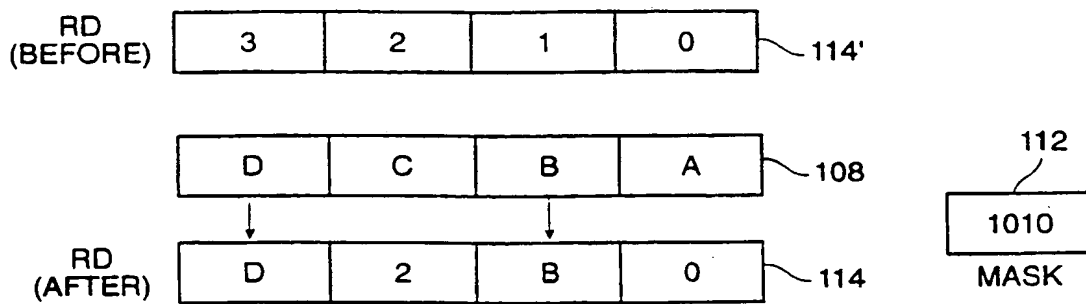 RD
(BEFORE)
3 2 1 0
114'
D C B A
108
112
1010
MASK
RD
(AFTER)
D 2 B 0
114